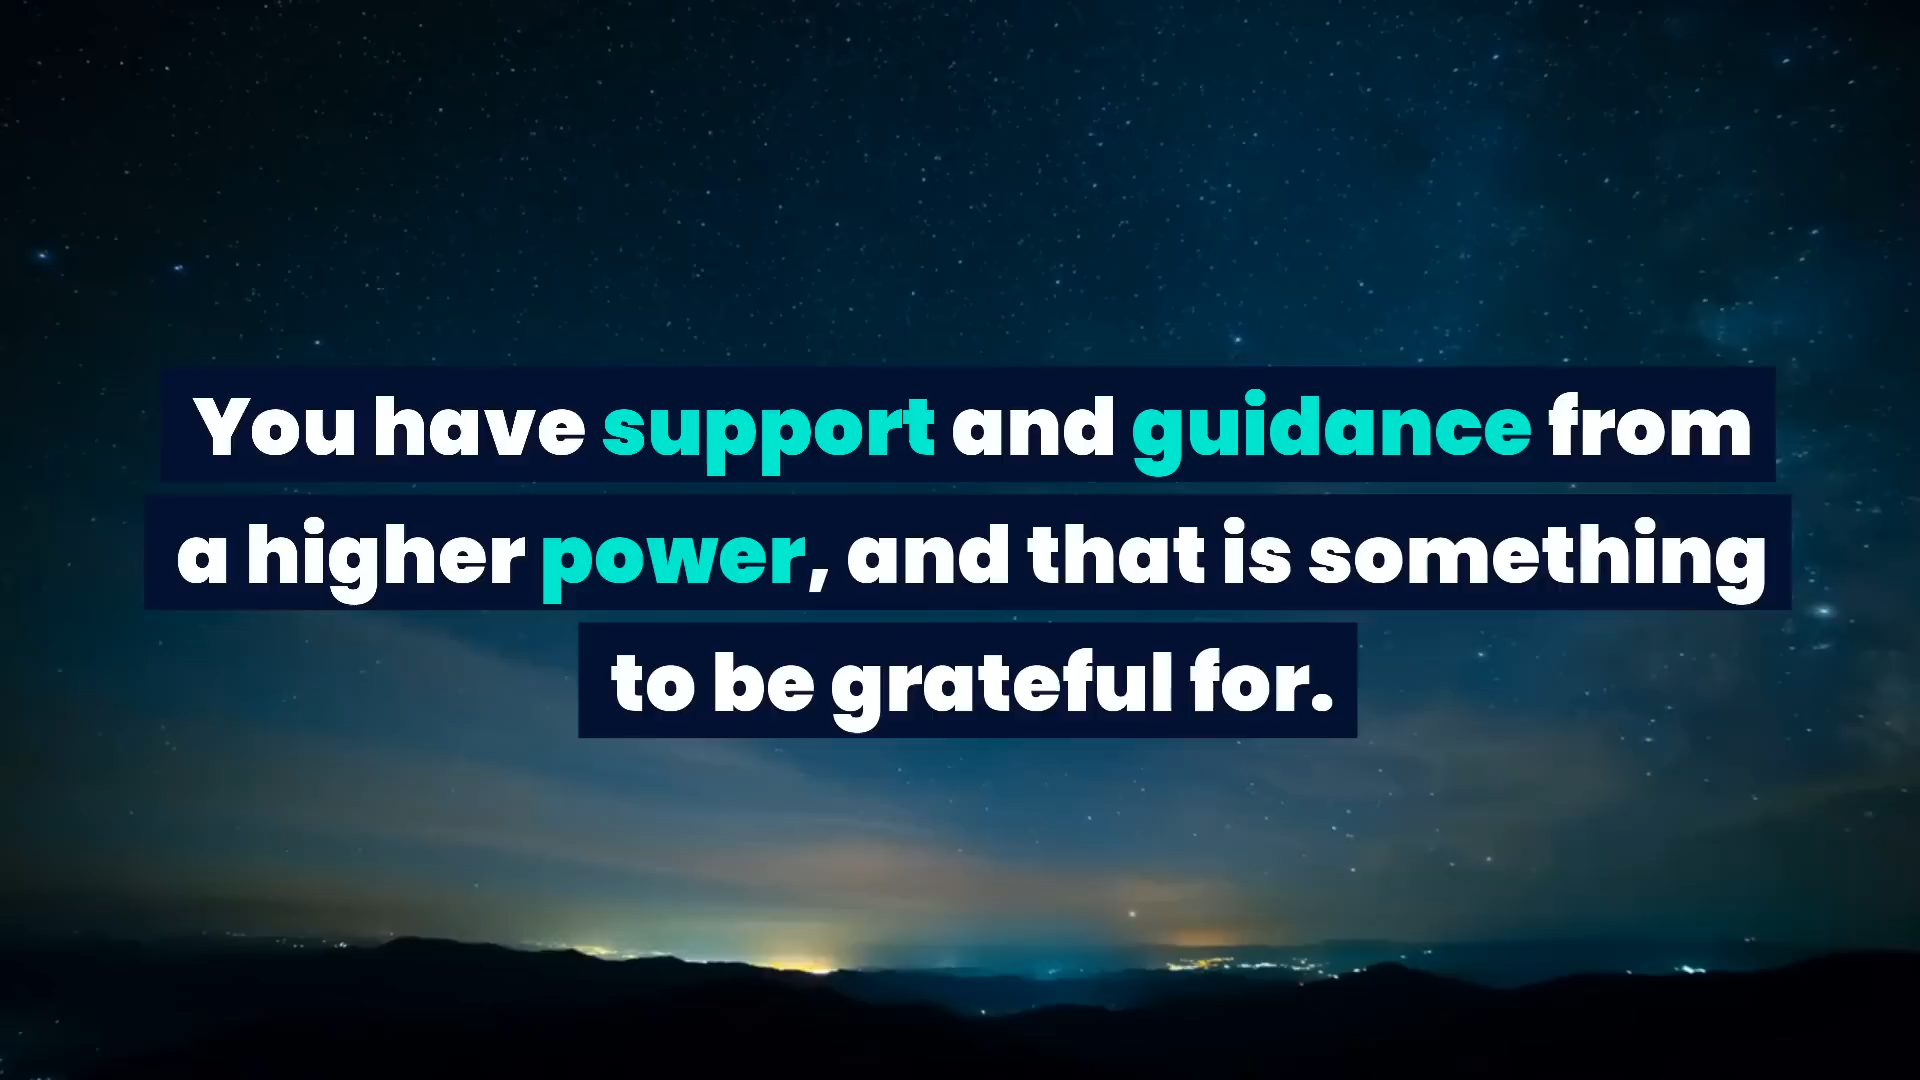 You have support and guidance from
a higher power, and that is something
to be grateful for.